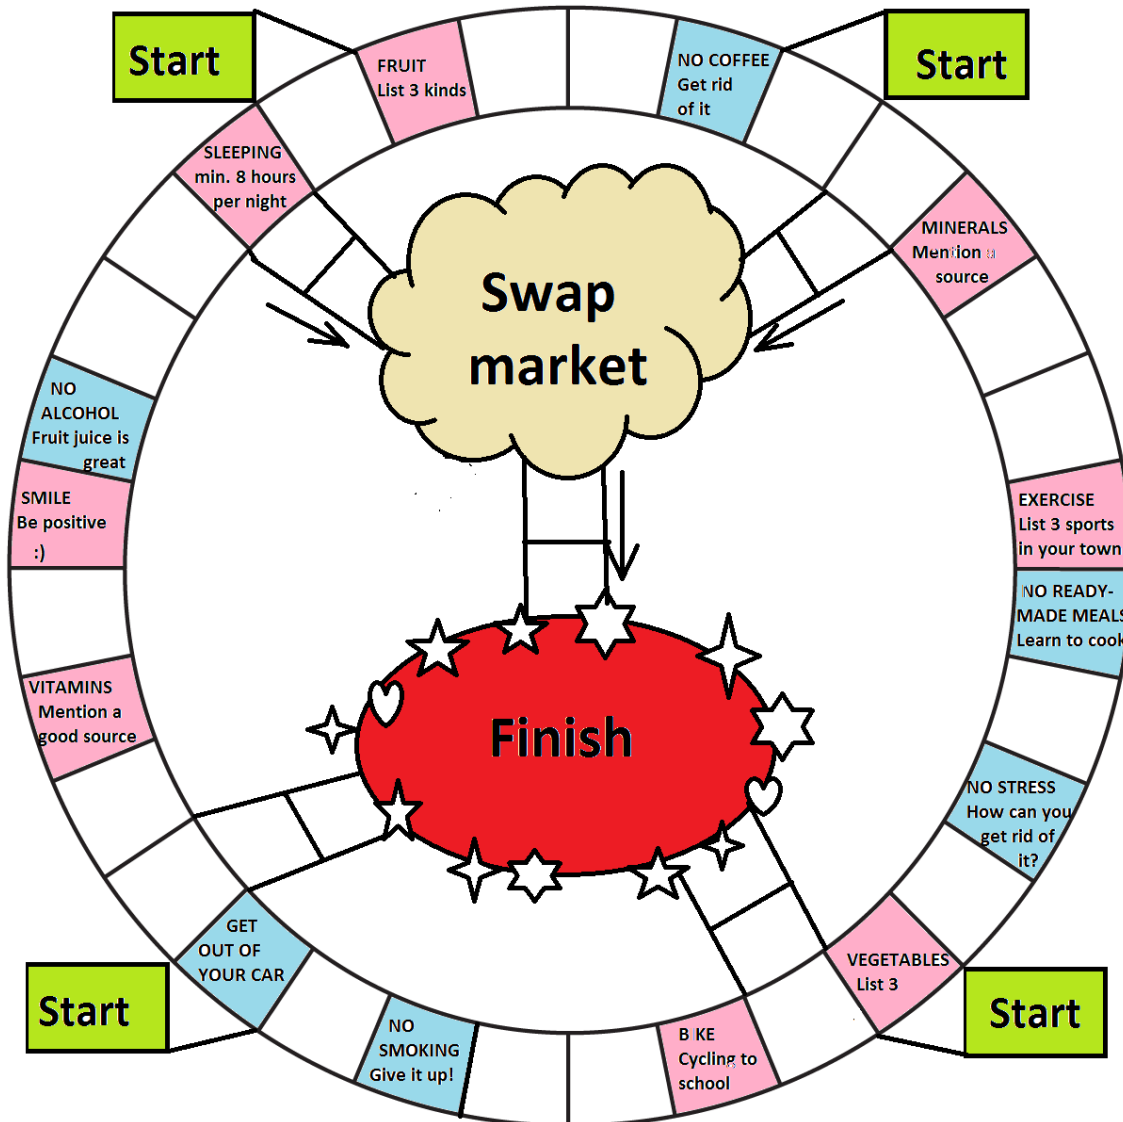 Start
Start
FRUIT
List 3 kinds
NO COFFEE
Get rid
of it
SLEEPING
min. 8 hours
per night
MINERALS
Mention a
source
Swap
market
NO
ALCOHOL
Fruit juice is
great
SMILE
Be positive
:)
EXERCISE
List 3 sports
in your town
NO READY-
MADE MEALS
Learn to cook
VITAMINS
Mention a
good source
Finish
NO STRESS
How can you
get rid of
it?
GET
OUT OF
YOUR CAR
VEGETABLES
List 3
Start
Start
NO
SMOKING
Give it up!
B KE
Cycling to
school